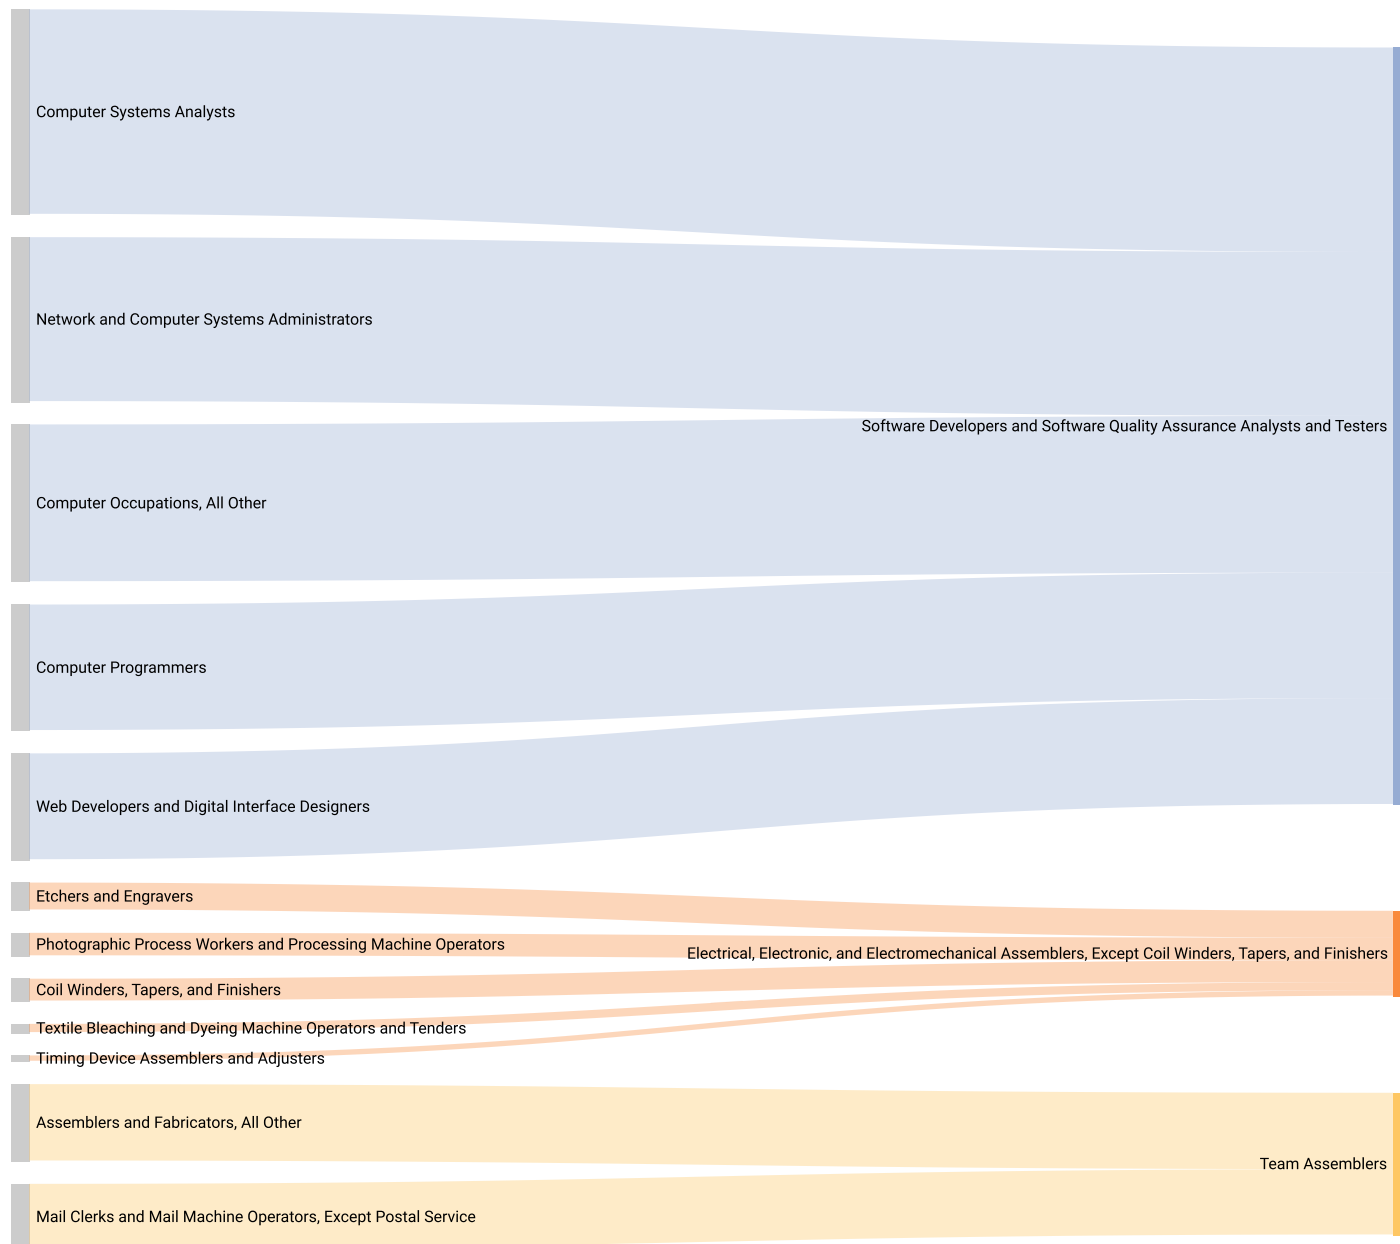 Computer Systems Analysts
Network and Computer Systems Administrators
Software Developers and Software Quality Assurance Analysts and Testers
Computer Occupations, All Other
Computer Programmers
Web Developers and Digital Interface Designers
Etchers and Engravers
Photographic Process Workers and Processing Machine Operators
Electrical, Electronic, and Electromechanical Assemblers, Except Coil Winders, Tapers, and Finishers
Coil Winders, Tapers, and Finishers
Textile Bleaching and Dyeing Machine Operators and Tenders
Timing Device Assemblers and Adjusters
Assemblers and Fabricators, All Other
Team Assemblers
Mail Clerks and Mail Machine Operators, Except Postal Service